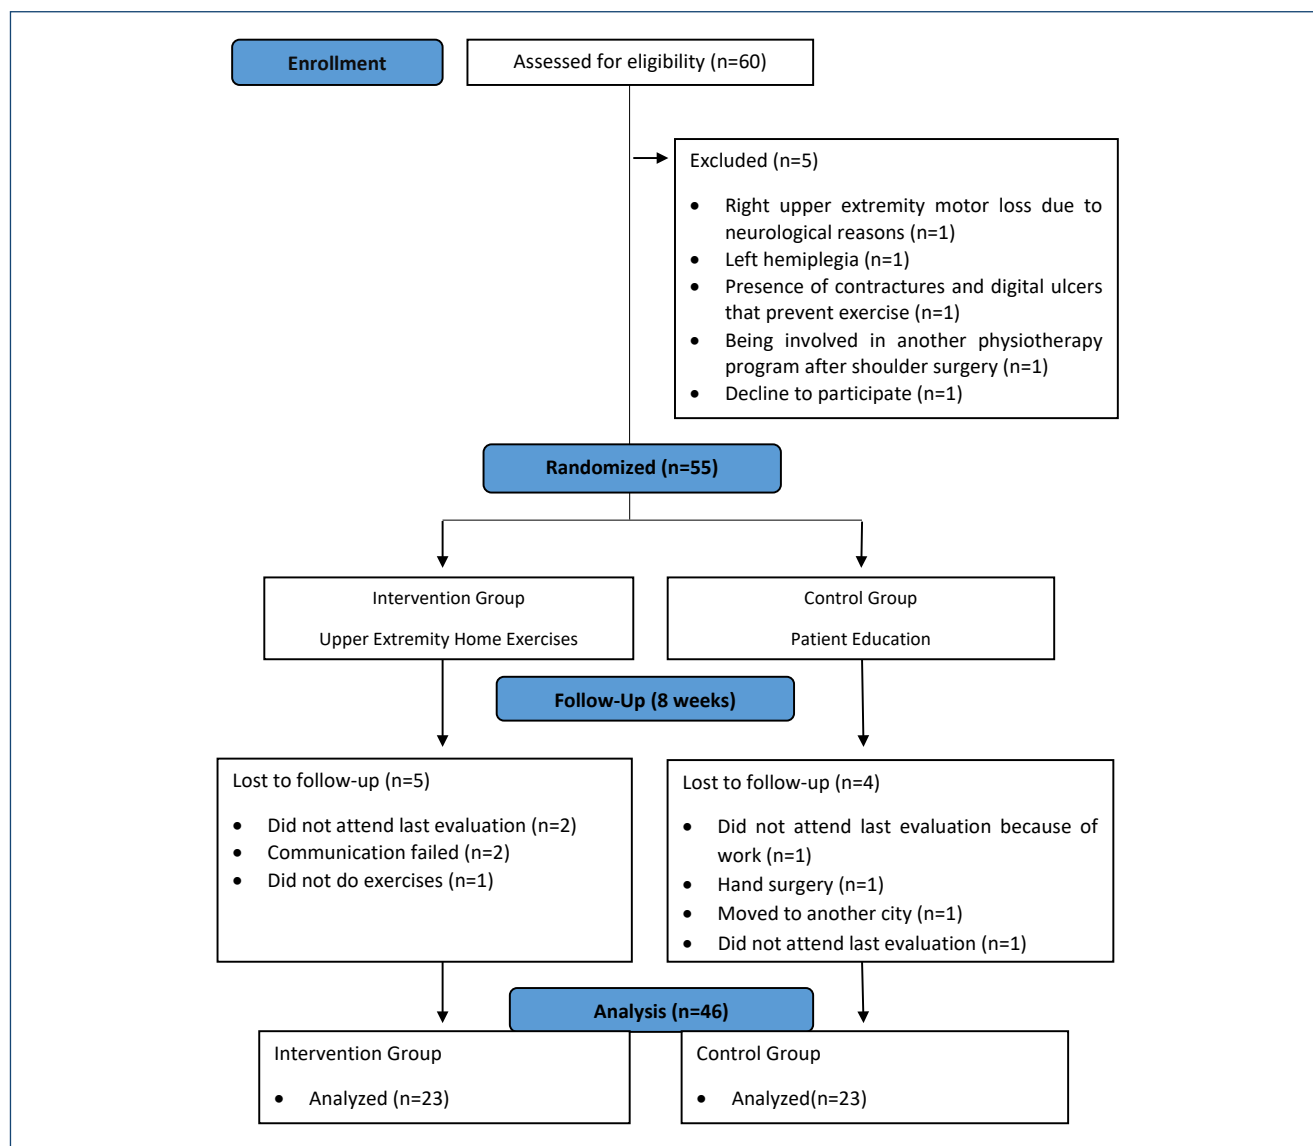 Enrollment
Assessed for eligibility (n=60)
Excluded (n=5)
• Right upper extremity motor loss due to
neurological reasons (n=1)
• Left hemiplegia (n=1)
• Presence of contractures and digital ulcers
that prevent exercise (n=1)
• Being involved in another physiotherapy
program after shoulder surgery (n=1)
• Decline to participate (n=1)
Randomized (n=55)
Intervention Group
Upper Extremity Home Exercises
Control Group
Patient Education
Follow-Up (8 weeks)
Lost to follow-up (n=5)
• Did not attend last evaluation (n=2)
• Communication failed (n=2)
• Did not do exercises (n=1)
Lost to follow-up (n=4)
• Did not attend last evaluation because of
work (n=1)
• Hand surgery (n=1)
• Moved to another city (n=1)
• Did not attend last evaluation (n=1)
Analysis (n=46)
Intervention Group
• Analyzed (n=23)
Control Group
• Analyzed(n=23)